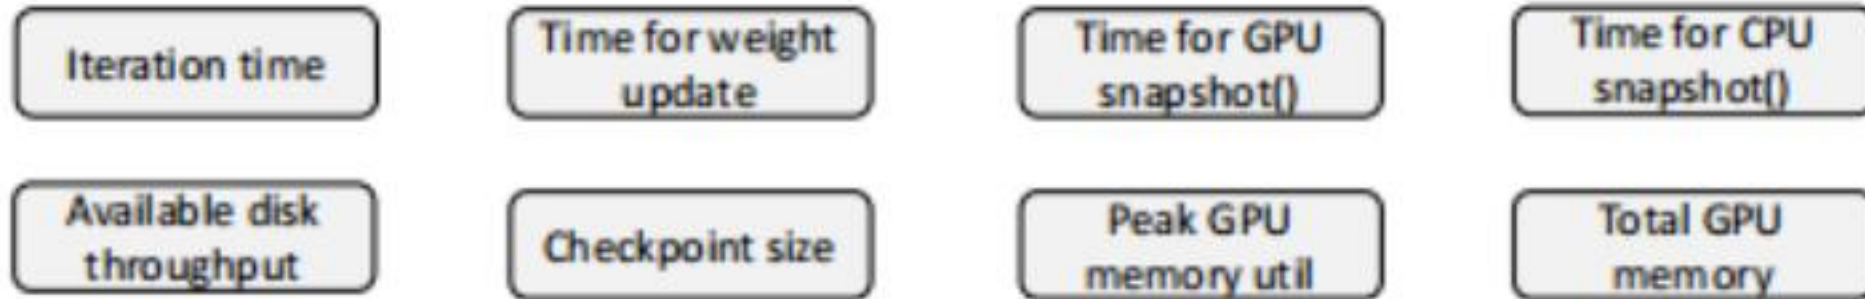 Iteration time
Time for weight
update
Time for GPU
snapshot()
Time for CPU
snapshot()
Available disk
throughput
Checkpoint size
Peak GPU
memory util
Total GPU
memory